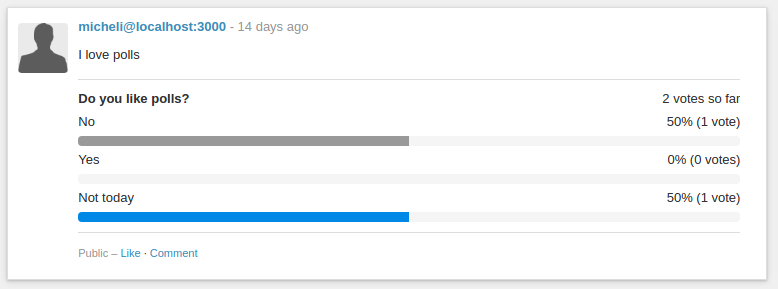 micheli@localhost:3000 - 14 days ago
I love polls
Do you like polls? 2 votes so far
No 50% (1 vote)
Yes 0% (0 votes)
Not today 50% (1 vote)
Public – Like · Comment